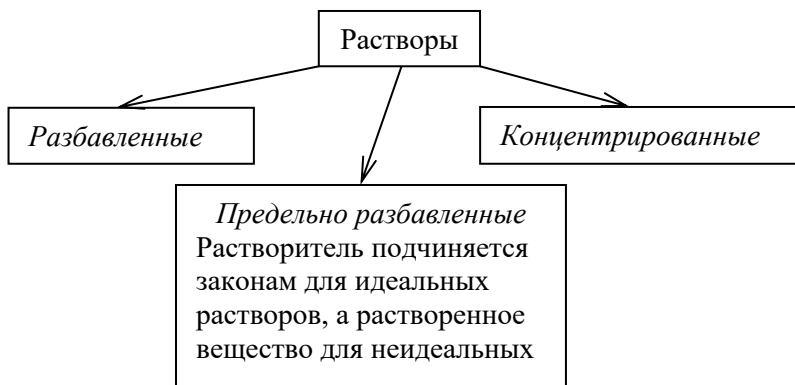 Растворы
Разбавленные
Концентрированные
Предельно разбавленные
Растворитель подчиняется
законам для идеальных
растворов, а растворенное
вещество для неидеальных